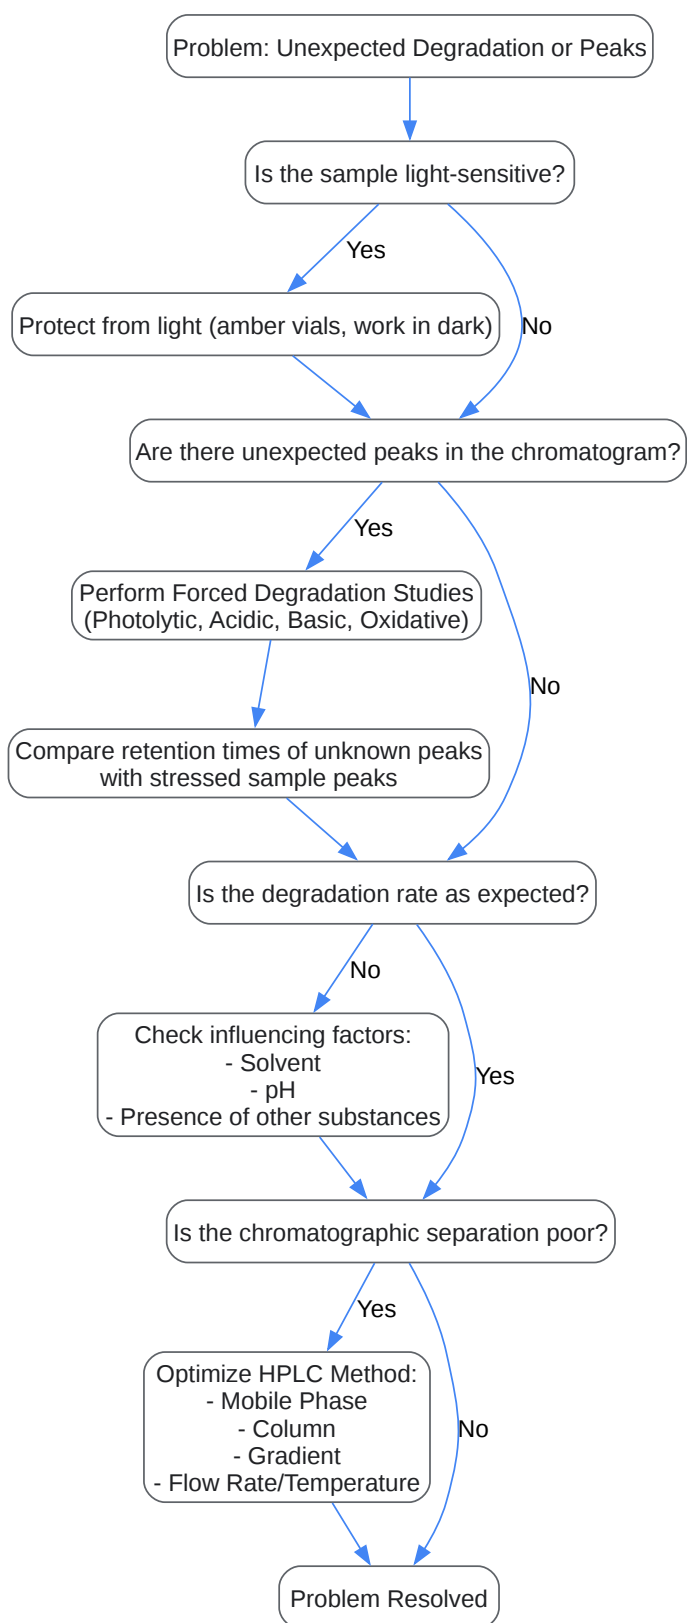 Problem: Unexpected Degradation or Peaks
Is the sample light-sensitive?
Yes
Protect from light (amber vials, work in dark)
No
Are there unexpected peaks in the chromatogram?
Yes
Perform Forced Degradation Studies
(Photolytic, Acidic, Basic, Oxidative)
No
Compare retention times of unknown peaks
with stressed sample peaks
Is the degradation rate as expected?
No
Check influencing factors:
- Solvent
- pH
- Presence of other substances
Yes
Is the chromatographic separation poor?
Yes
Optimize HPLC Method:
- Mobile Phase
- Column
- Gradient
- Flow Rate/Temperature
No
Problem Resolved